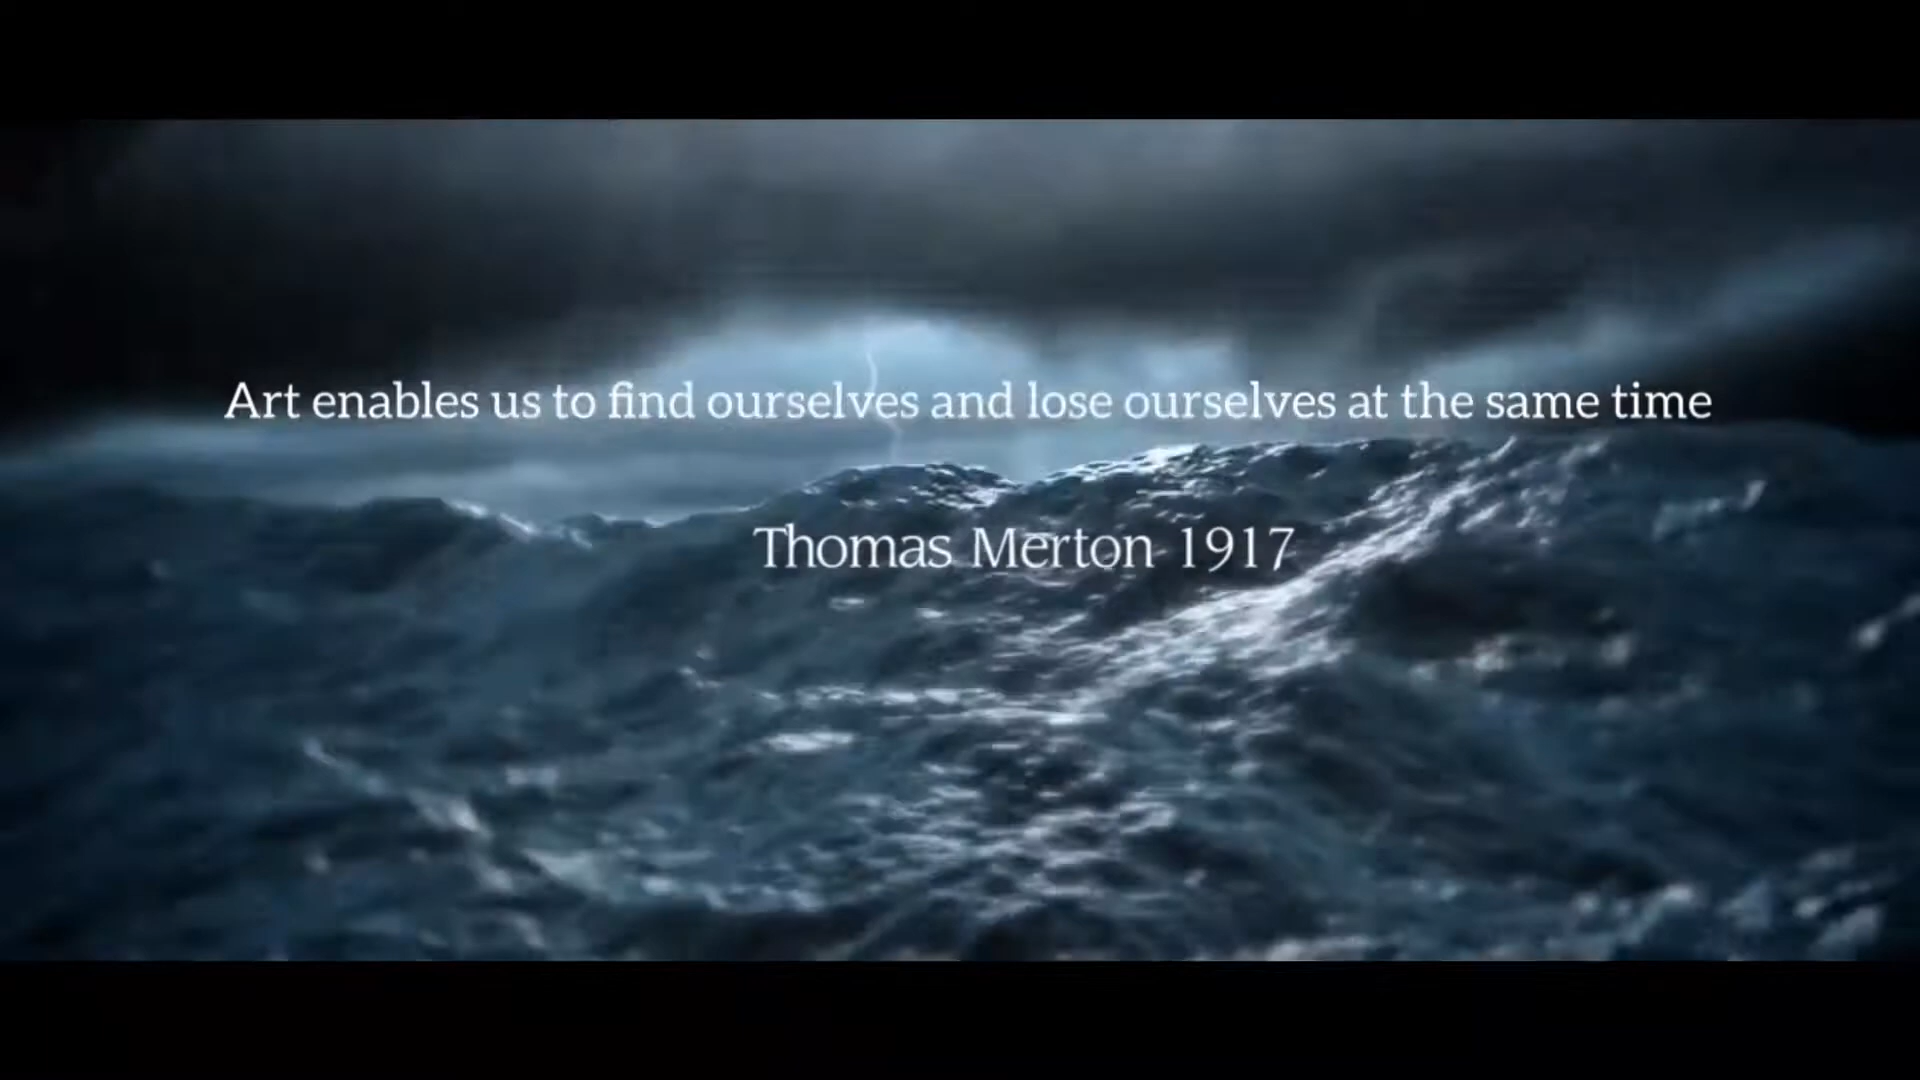 Art enables us to find ourselves and lose ourselves at the same time
Thomas Merton 1917